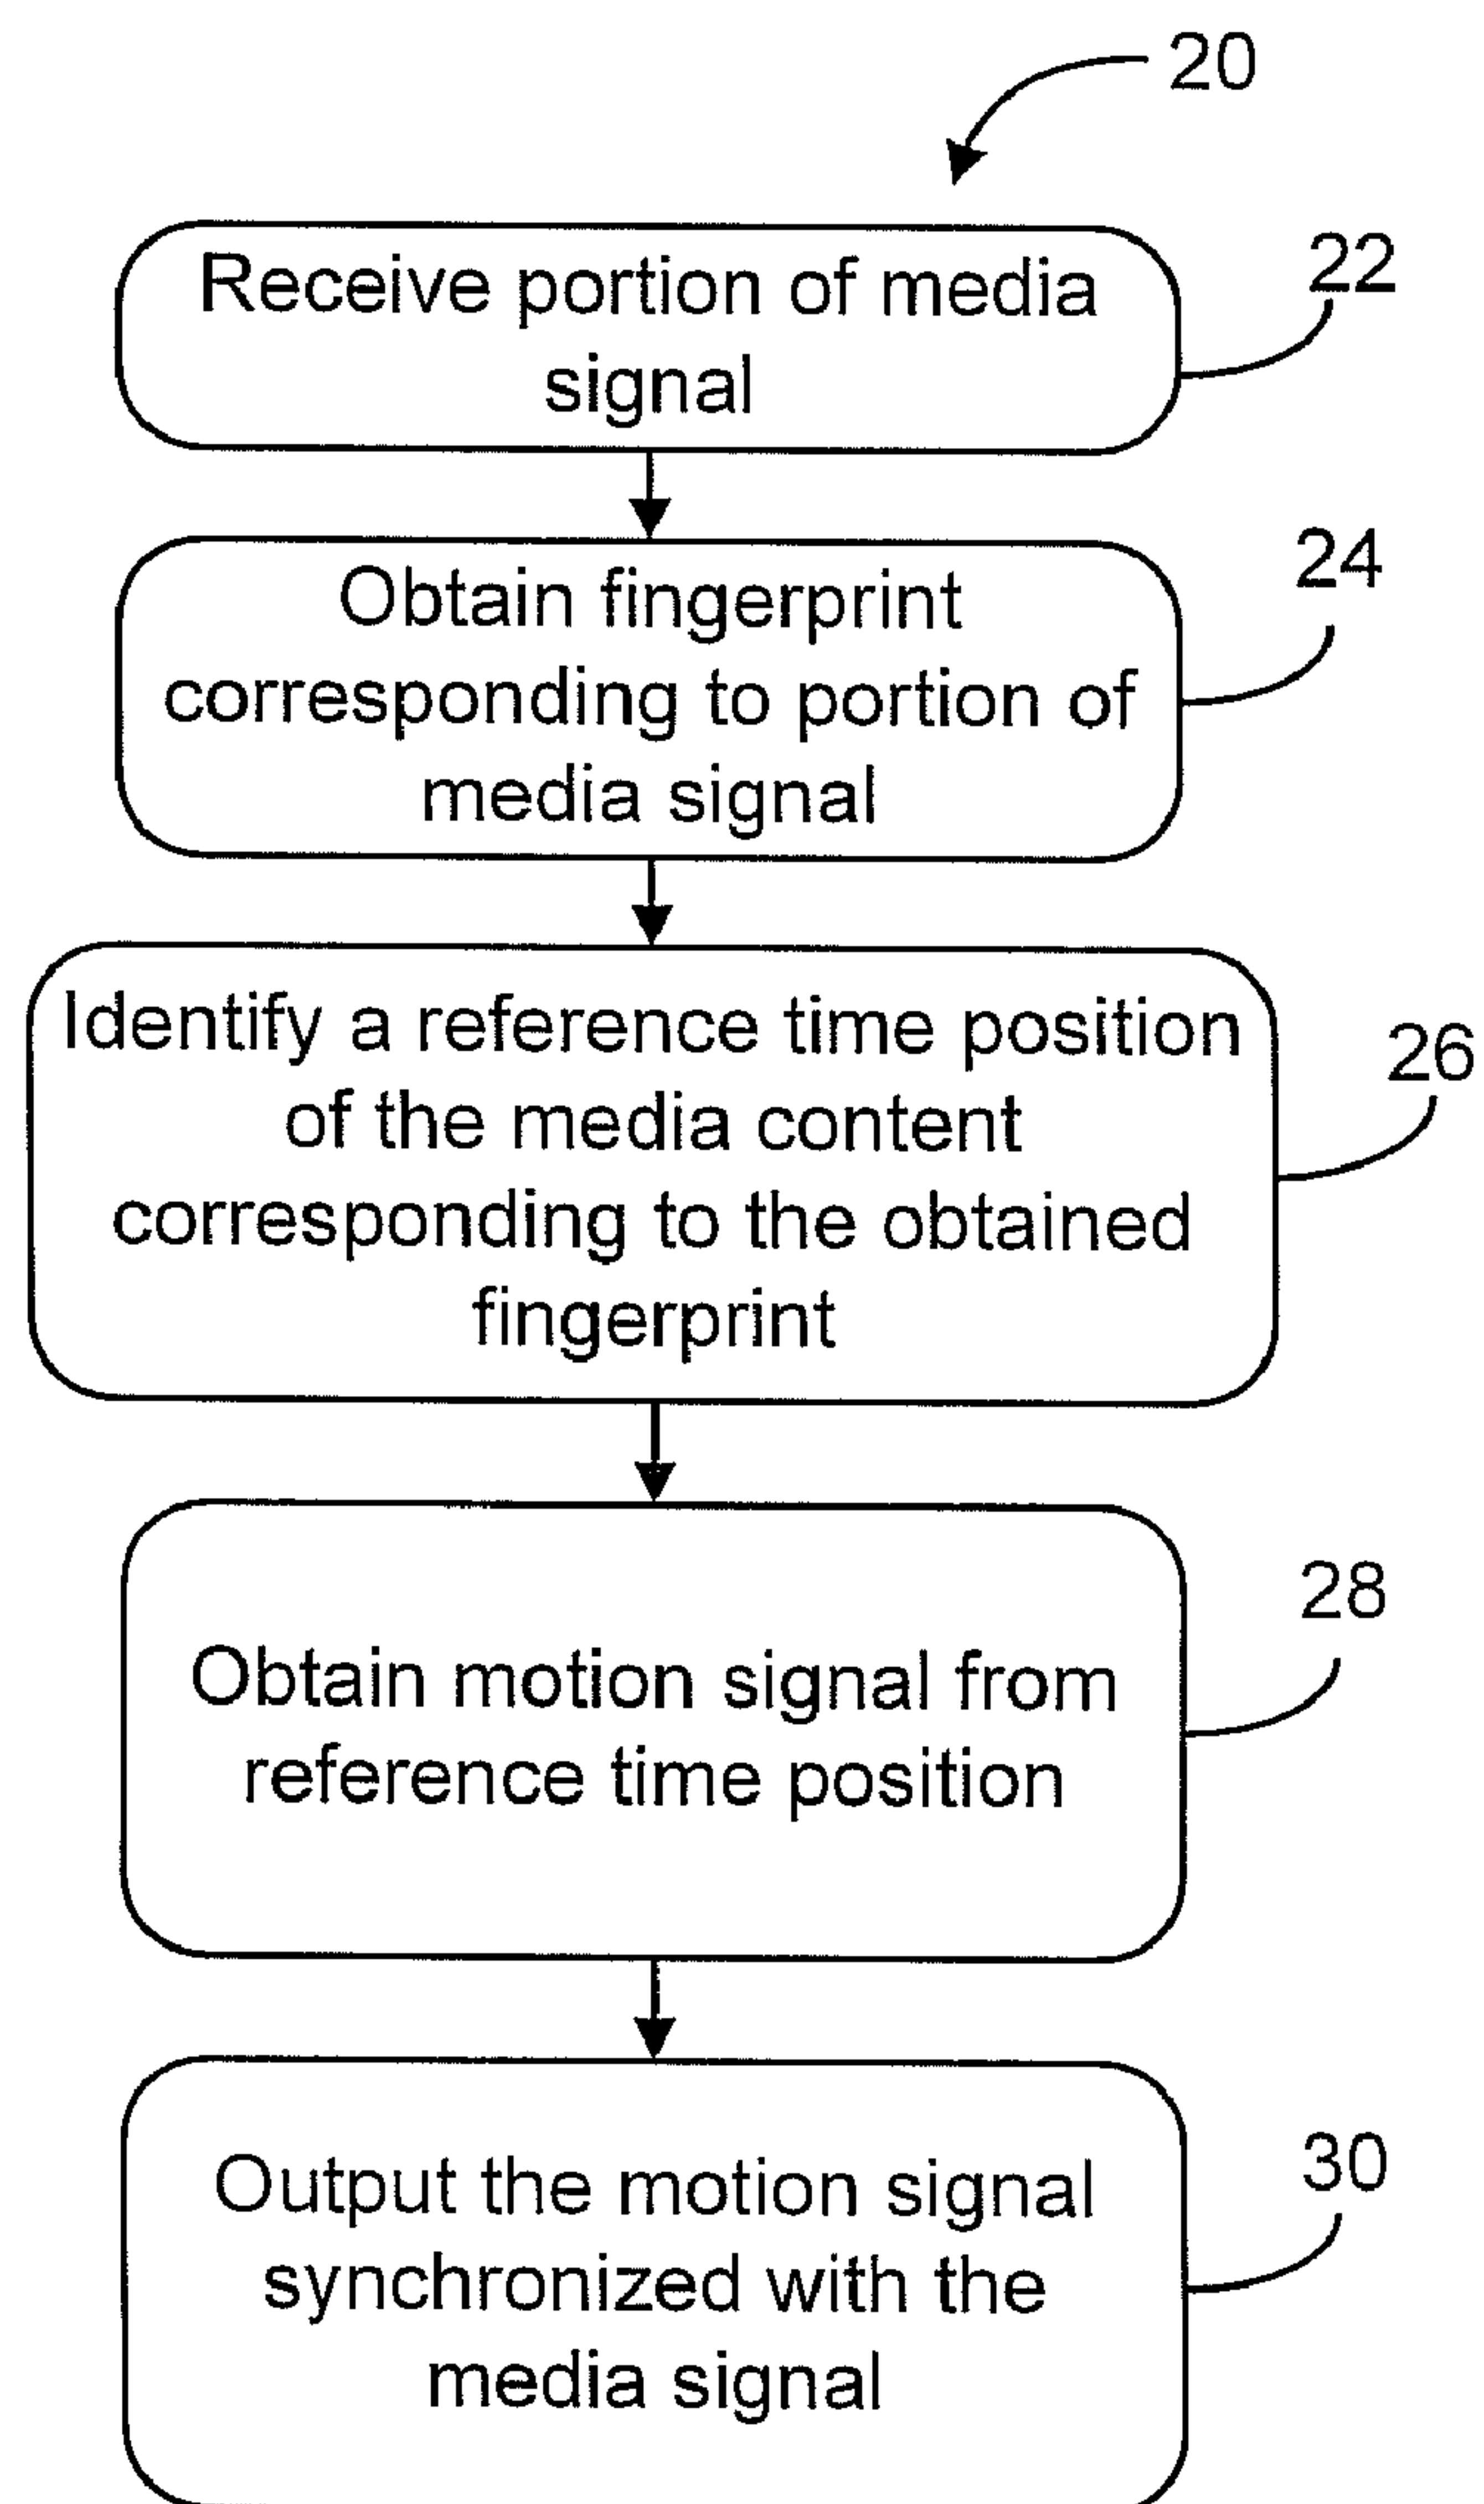 20
Receive portion of media
signal
22
Obtain fingerprint
corresponding to portion of
media signal
24
Identify a reference time position
of the media content
corresponding to the obtained
fingerprint
26
Obtain motion signal from
reference time position
28
Output the motion signal
synchronized with the
media signal
30